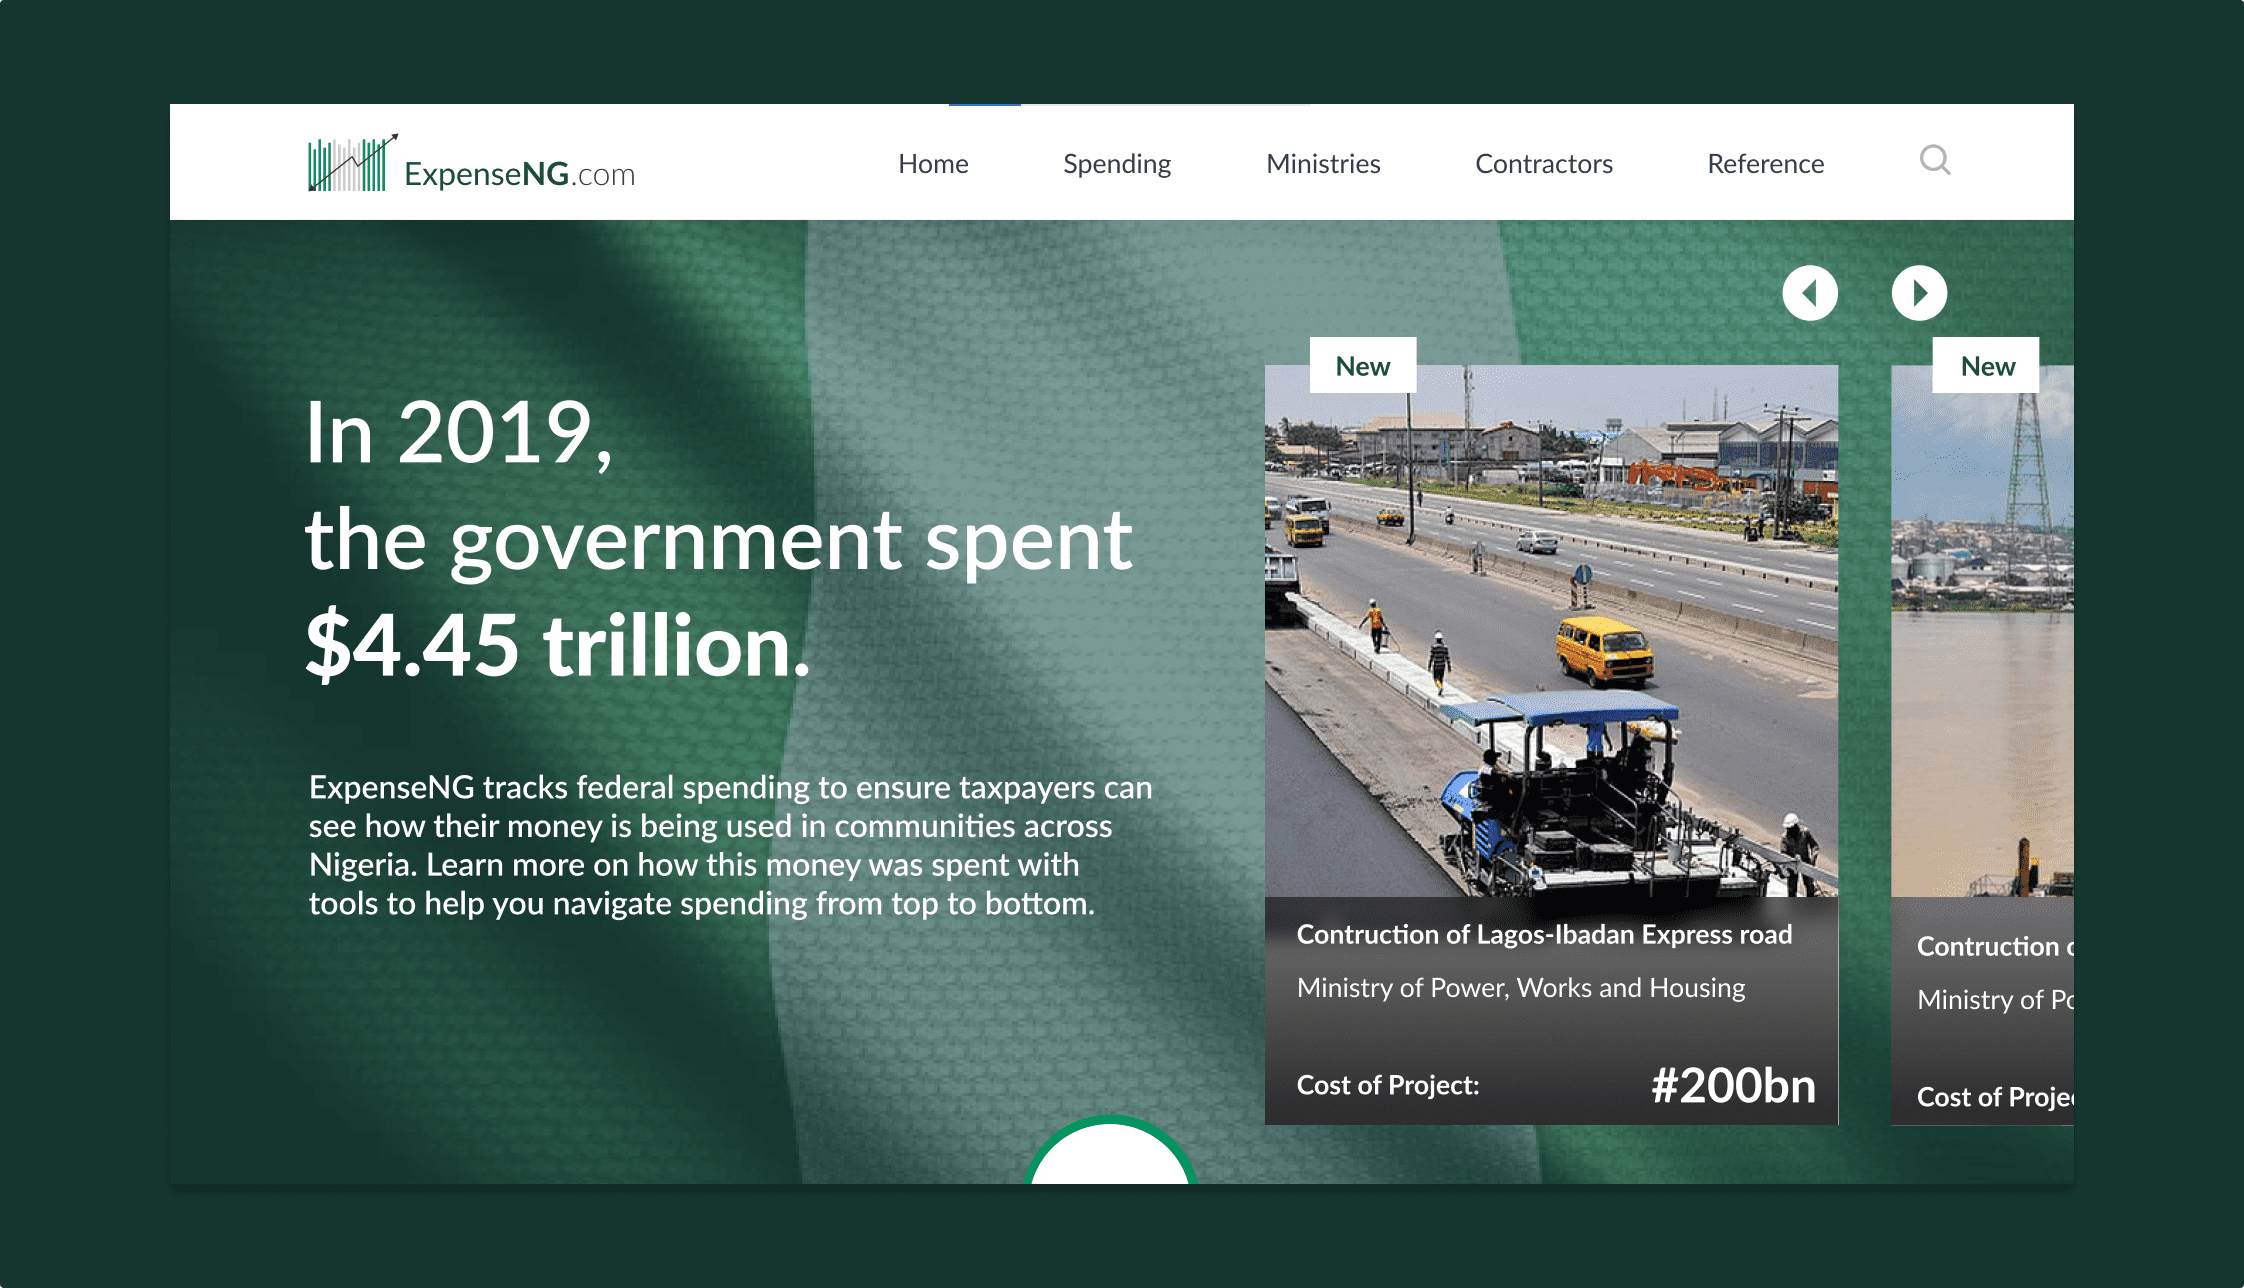 ExpenseNG.com
Home
Spending
Ministries
Contractors
Reference
In 2019,
the government spent
$4.45 trillion.
ExpenseNG tracks federal spending to ensure taxpayers can
see how their money is being used in communities across
Nigeria. Learn more on how this money was spent with
tools to help you navigate spending from top to bottom.
New
Contruction of Lagos-Ibadan Express road
Ministry of Power, Works and Housing
Cost of Project:
#200bn
New
Contruction
Ministry of
Cost of